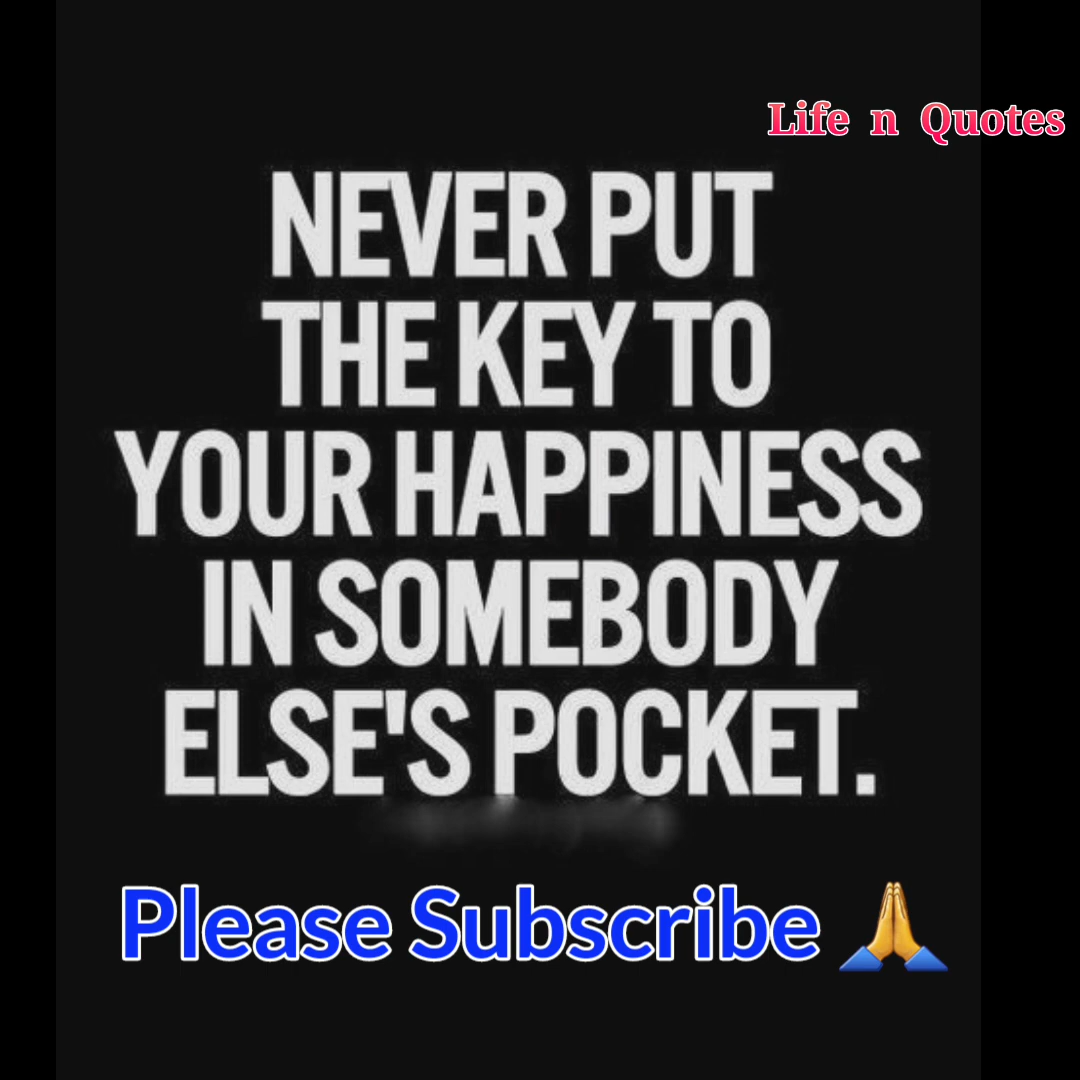 Life n Quotes
NEVER PUT
THE KEY TO
YOUR HAPPINESS
IN SOMEBODY
ELSE'S POCKET.
Please Subscribe 🙏